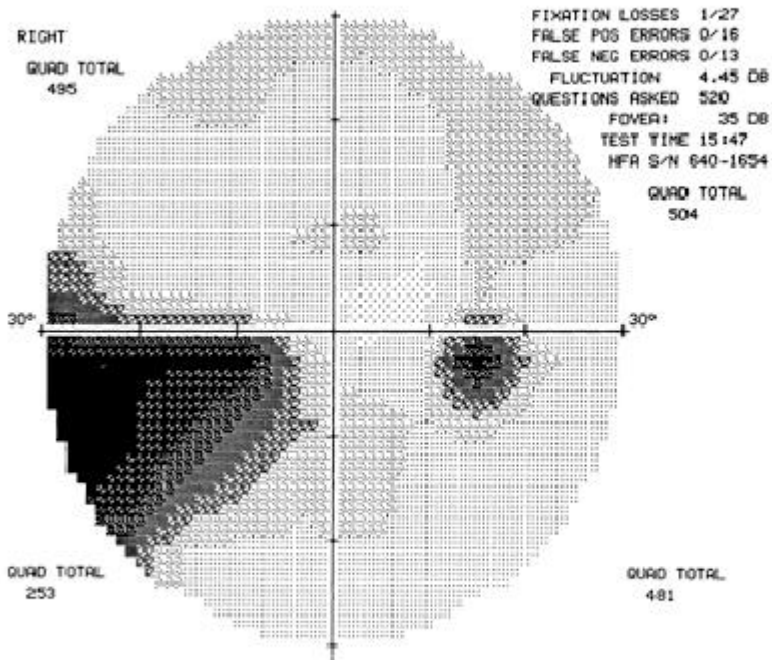 RIGHT
QUAD TOTAL
495
FIXATION LOSSES 1/27
FALSE POS ERRORS 0/16
FALSE NEG ERRORS 0/13
FLUCTUATION 4.45 DB
QUESTIONS ASKED 520
FOVEA: 35 DB
TEST TIME 15:47
HFA S/N 640-1654
QUAD TOTAL
504
30°
30°
QUAD TOTAL
253
QUAD TOTAL
481